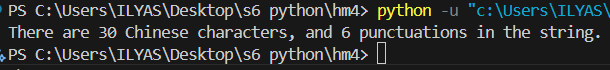 PS C:\Users\ILYAS\Desktop\s6 python\hm4> python -u "c:\Users\ILYAS\
There are 30 Chinese characters, and 6 punctuations in the string.
PS C:\Users\ILYAS\Desktop\s6 python\hm4>